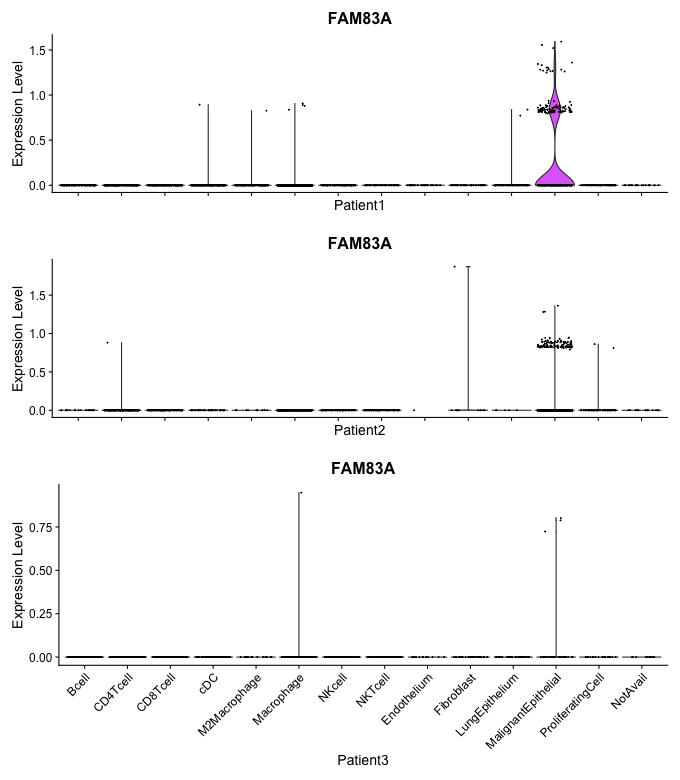 FAM83A
Expression Level
1.5
1.0
0.5
0.0
Patient1
FAM83A
Expression Level
1.5
1.0
0.5
0.0
Patient2
FAM83A
Expression Level
0.75
0.50
0.25
0.00
Bcell
CD4Tcell
CD8Tcell
cDC
M2Macrophage
Macrophage
NKcell
NKTcell
Endothelium
Fibroblast
LungEpithelium
MalignantEpithelial
ProliferatingCell
NotAvail
Patient3